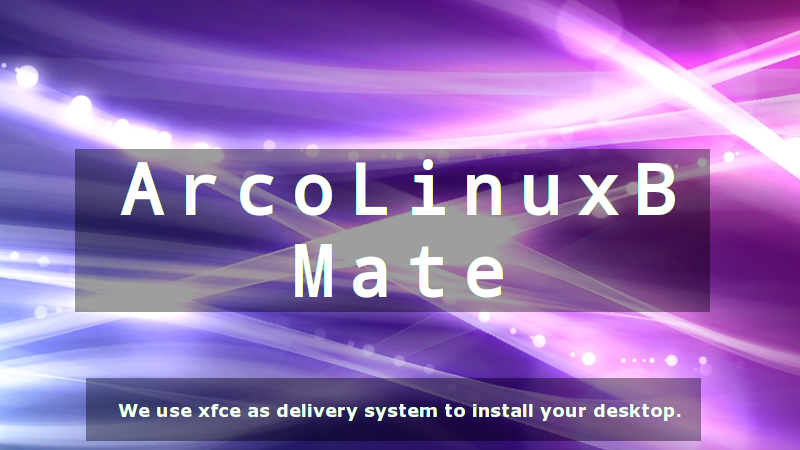 ArcoLinuxB
Mate
We use xfce as delivery system to install your desktop.